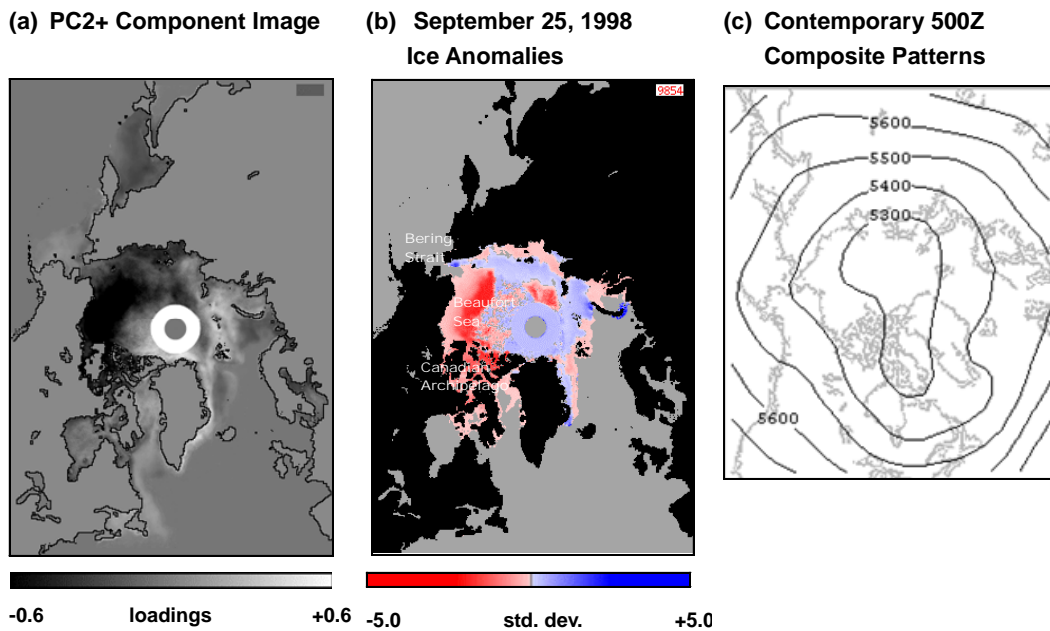 (a) PC2+ Component Image
(b) September 25, 1998
Ice Anomalies
(c) Contemporary 500Z
Composite Patterns
9854
Bering
Strait
Beaufort
Sea
Canadian
Archipelago
5600
5500
5400
5300
5600
-0.6 loadings +0.6
-5.0 std. dev. +5.0